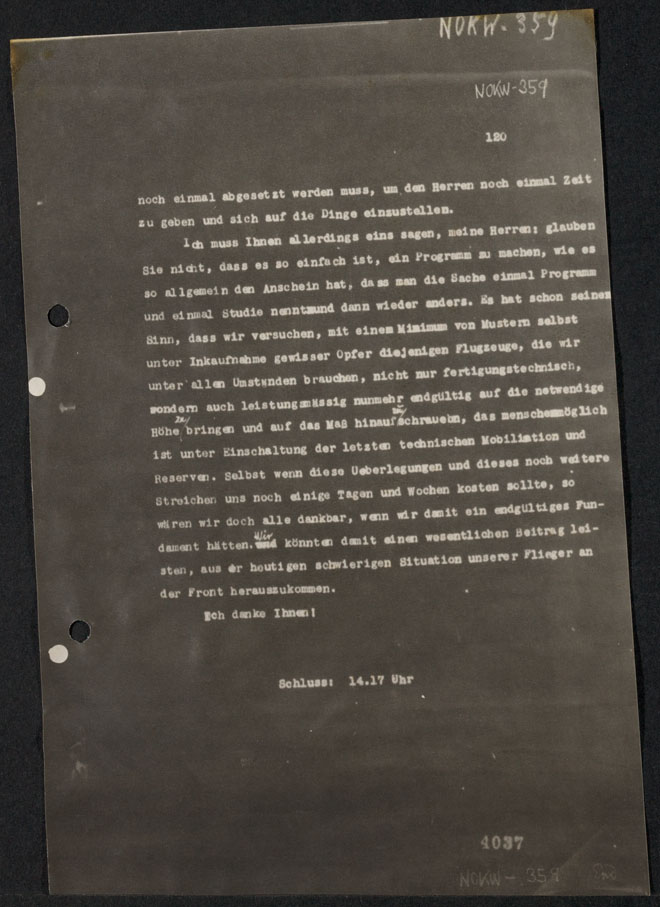 NOKW-359
NOKW-359
120
noch einmal abgesetzt werden muss, um den Herren noch einmal Zeit
zu geben und sich auf die Dinge einzustellen.
Ich muss Ihnen allerdings eins sagen, meine Herren: glauben
Sie nicht, dass es so einfach ist, ein Programm zu machen, wie es
so allgemein den Anschein hat, dass man die Sache einmal Programm
und einmal Studie nennt und dann wieder anders. Es hat schon seinen
Sinn, dass wir versuchen, mit einem Minimum von Mustern selbst
unter Inkaufnahme gewisser Opfer diejenigen Flugzeuge, die wir
unter allen Umständen brauchen, nicht nur fertigungstechnisch,
sondern auch leistungsmässig nunmehr endgültig auf die notwendige
Höhe zu bringen und auf das Maß hinaufzuschrauebn, das menschenmöglich
ist unter Einschaltung der letzten technischen Mobiliation und
Reserven. Selbst wenn diese Ueberlegungen und dieses noch weitere
Streichen uns noch einige Tagen und Wochen kosten sollte, so
wären wir doch alle dankbar, wenn wir damit ein endgültiges Fun-
dament hätten. Wir könnten damit einen wesentlichen Beitrag lei-
sten, aus er heutigen schwierigen Situation unserer Flieger an
der Front herauszukommen.
Ich danke Ihnen!
Schluss: 14.17 Uhr
4037
NOKW-359